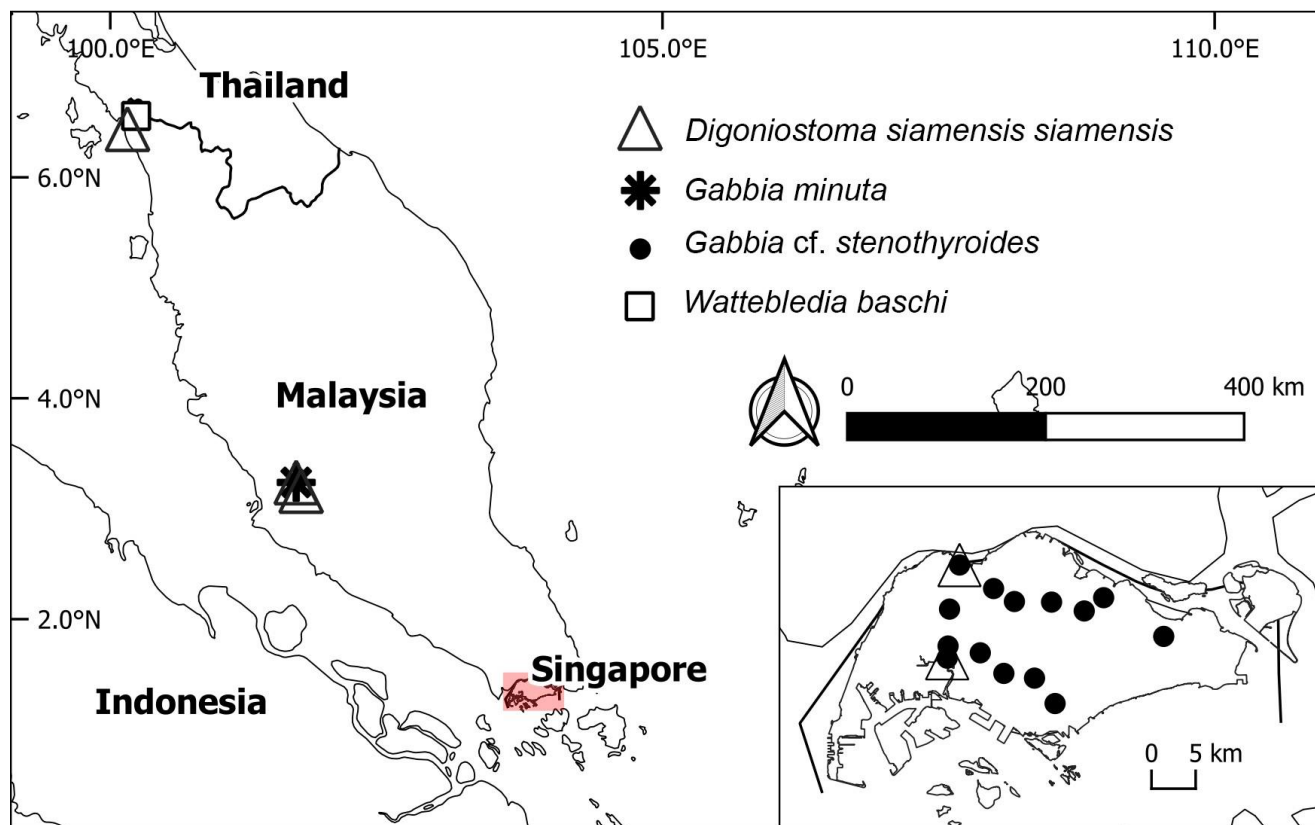 100.0°E
105.0°E
110.0°E
Thailand
Digoniostoma siamensis siamensis
6.0°N
Gabbia minuta
Gabbia cf. stenothyroides
Wattebledia baschi
0 200 400 km
4.0°N
Malaysia
2.0°N
Singapore
Indonesia
0 5 km